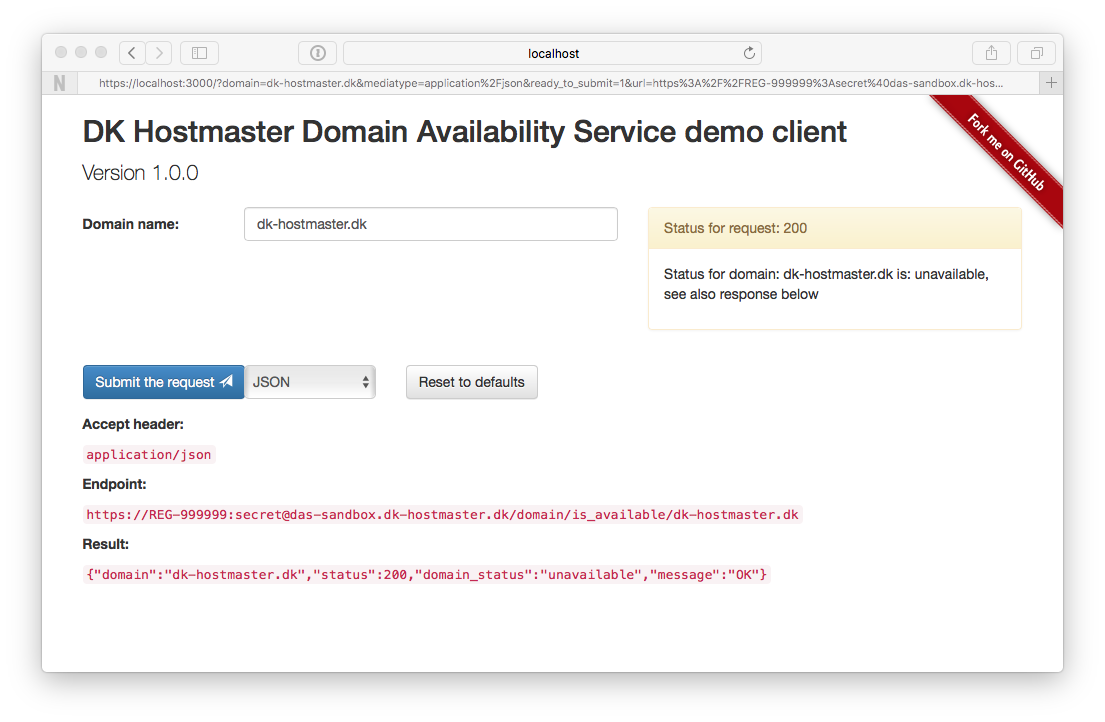 localhost
N
https://localhost:3000/?domain=dk-hostmaster.dk&mediatype=application%2Fjson&ready_to_submit=1&url=https%3A%2F%2FREG-999999%3Asecret%40das-sandbox.dk-hos...
Fork me on GitHub
DK Hostmaster Domain Availability Service demo client
Version 1.0.0
Domain name:
dk-hostmaster.dk
Status for request: 200
Status for domain: dk-hostmaster.dk is: unavailable,
see also response below
Submit the request
JSON
Reset to defaults
Accept header:
application/json
Endpoint:
https://REG-999999:secret@das-sandbox.dk-hostmaster.dk/domain/is_available/dk-hostmaster.dk
Result:
{"domain":"dk-hostmaster.dk","status":200,"domain_status":"unavailable","message":"OK"}